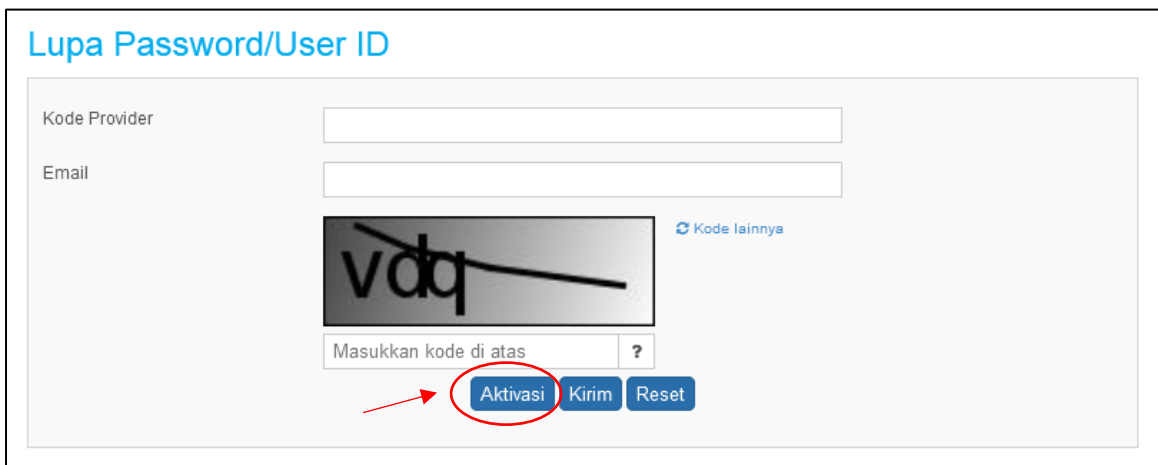 Lupa Password/User ID
Kode Provider
Email
vdq
Kode lainnya
Masukkan kode di atas ?
Aktivasi Kirim Reset